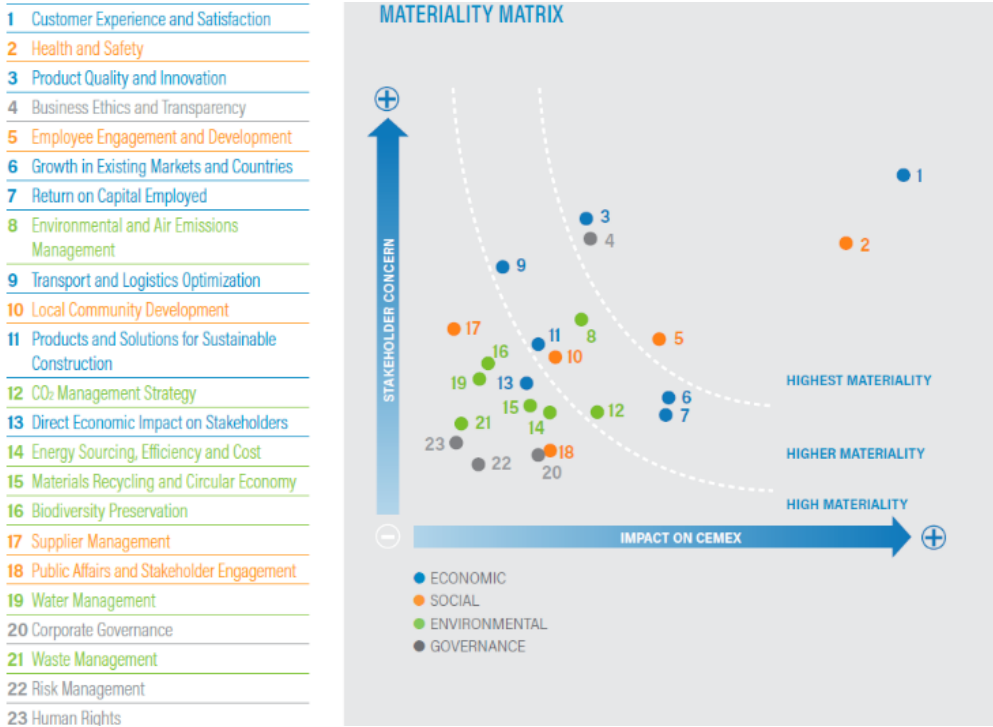 1 Customer Experience and Satisfaction
2 Health and Safety
3 Product Quality and Innovation
4 Business Ethics and Transparency
5 Employee Engagement and Development
6 Growth in Existing Markets and Countries
7 Return on Capital Employed
8 Environmental and Air Emissions
Management
9 Transport and Logistics Optimization
10 Local Community Development
11 Products and Solutions for Sustainable
Construction
12 CO₂ Management Strategy
13 Direct Economic Impact on Stakeholders
14 Energy Sourcing, Efficiency and Cost
15 Materials Recycling and Circular Economy
16 Biodiversity Preservation
17 Supplier Management
18 Public Affairs and Stakeholder Engagement
19 Water Management
20 Corporate Governance
21 Waste Management
22 Risk Management
23 Human Rights
MATERIALITY MATRIX
STAKEHOLDER CONCERN
1
3
4
2
9
17
11
8
5
16
10
19
13
6
15
12
7
14
21
23
18
22
20
HIGHEST MATERIALITY
HIGHER MATERIALITY
HIGH MATERIALITY
IMPACT ON CEMEX
ECONOMIC
SOCIAL
ENVIRONMENTAL
GOVERNANCE